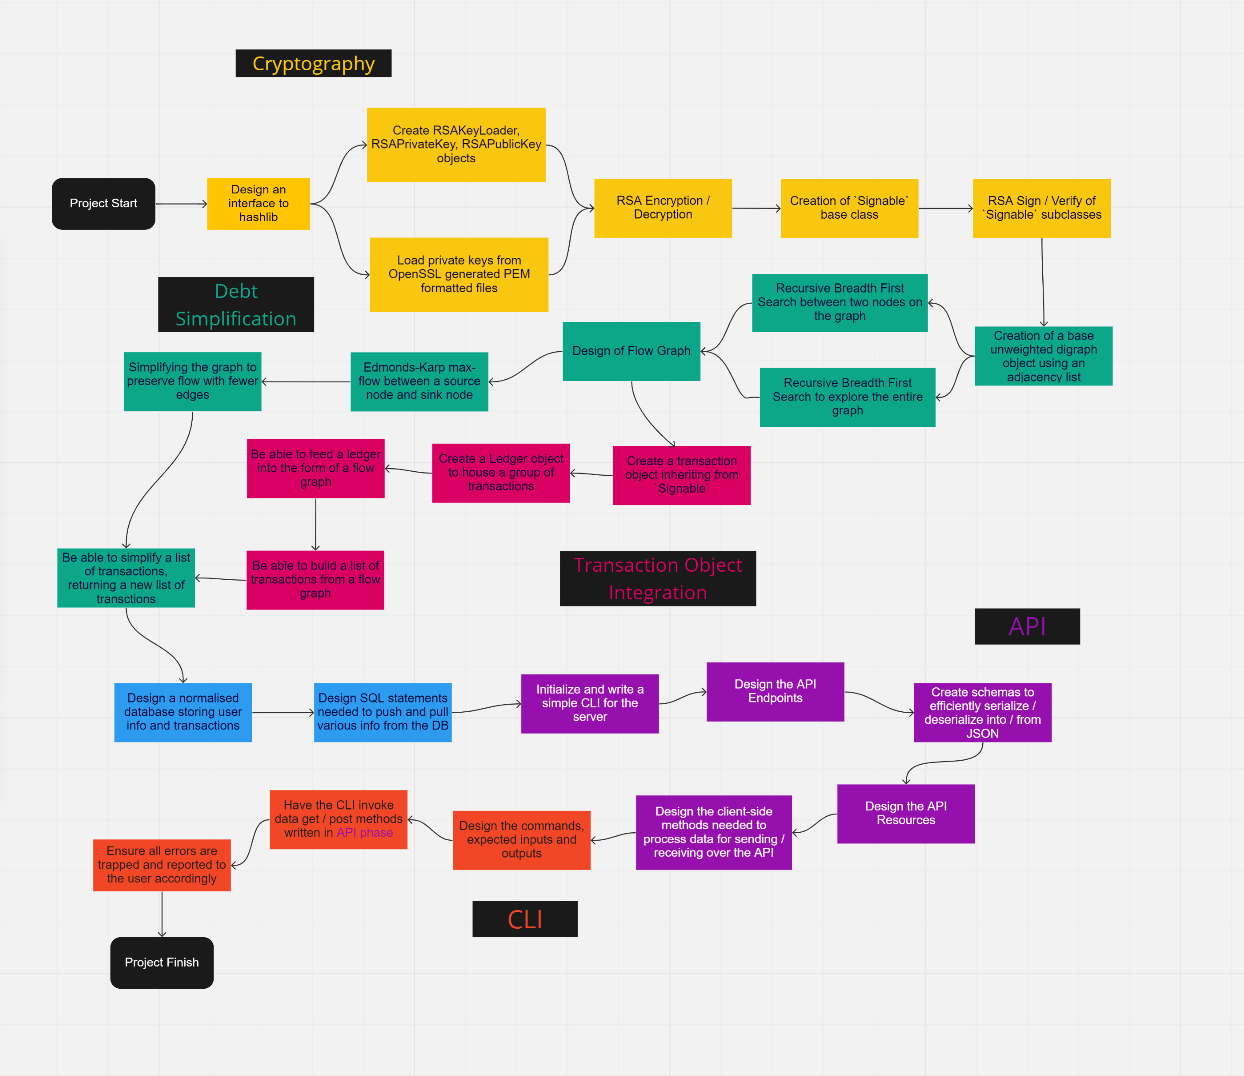 Cryptography
Create RSAKeyLoader,
RSAPrivateKey, RSAPublicKey
objects
Project Start
Design an
interface to
hashlib
RSA Encryption /
Decryption
Creation of `Signable`
base class
RSA Sign / Verify of
`Signable` subclasses
Load private keys from
OpenSSL generated PEM
formatted files
Debt
Simplification
Recursive Breadth First
Search between two nodes on
the graph
Creation of a base
unweighted digraph
object using an
adjacency list
Design of Flow Graph
Edmonds-Karp max-
flow between a source
node and sink node
Simplifying the graph to
preserve flow with fewer
edges
Recursive Breadth First
Search to explore the entire
graph
Be able to feed a ledger
into the form of a flow
graph
Create a Ledger object
to house a group of
transactions
Create a transaction
object inheriting from
`Signable`
Be able to simplify a list
of transactions,
returning a new list of
transctions
Be able to build a list of
transactions from a flow
graph
Transaction Object
Integration
API
Design a normalised
database storing user
info and transactions
Design SQL statements
needed to push and pull
various info from the DB
Initialize and write a
simple CLI for the
server
Design the API
Endpoints
Create schemas to
efficiently serialize /
deserialize into / from
JSON
Design the API
Resources
Design the client-side
methods needed to
process data for sending /
receiving over the API
Design the commands,
expected inputs and
outputs
Have the CLI invoke
data get / post methods
written in API phase
Ensure all errors are
trapped and reported to
the user accordingly
CLI
Project Finish